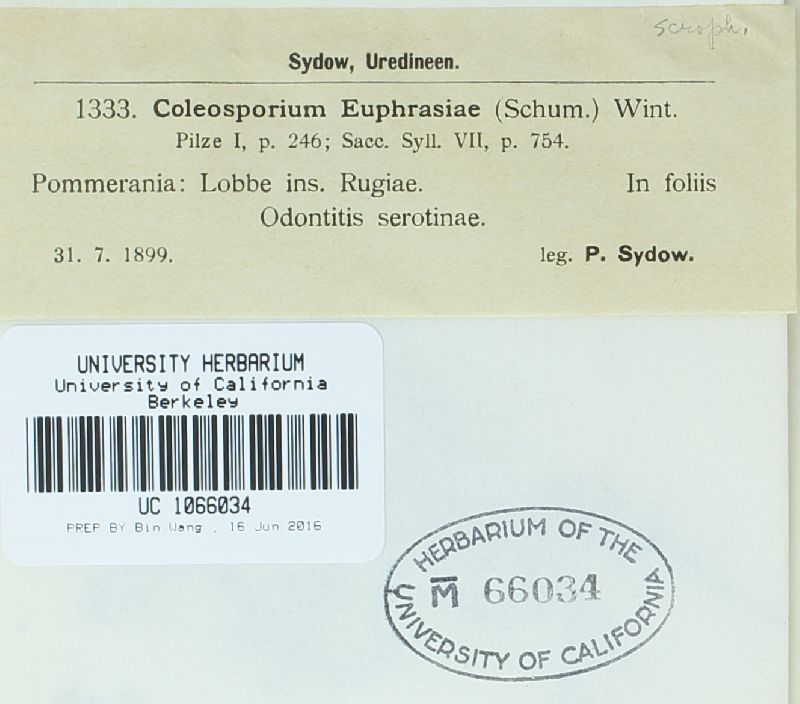 scroph.
Sydow, Uredineen.
1333. Coleosporium Euphrasiae (Schum.) Wint.
Pilze I, p. 246; Sacc. Syll. VII, p. 754.
Pommerania: Lobbe ins. Rugiae. In foliis
Odontitis serotinae.
31. 7. 1899. leg. P. Sydow.
UNIVERSITY HERBARIUM
University of California
Berkeley
UC 1066034
PREP BY Bin Wang . 16 Jun 2016
HERBARIUM OF THE
M̅ 66034
UNIVERSITY OF CALIFORNIA